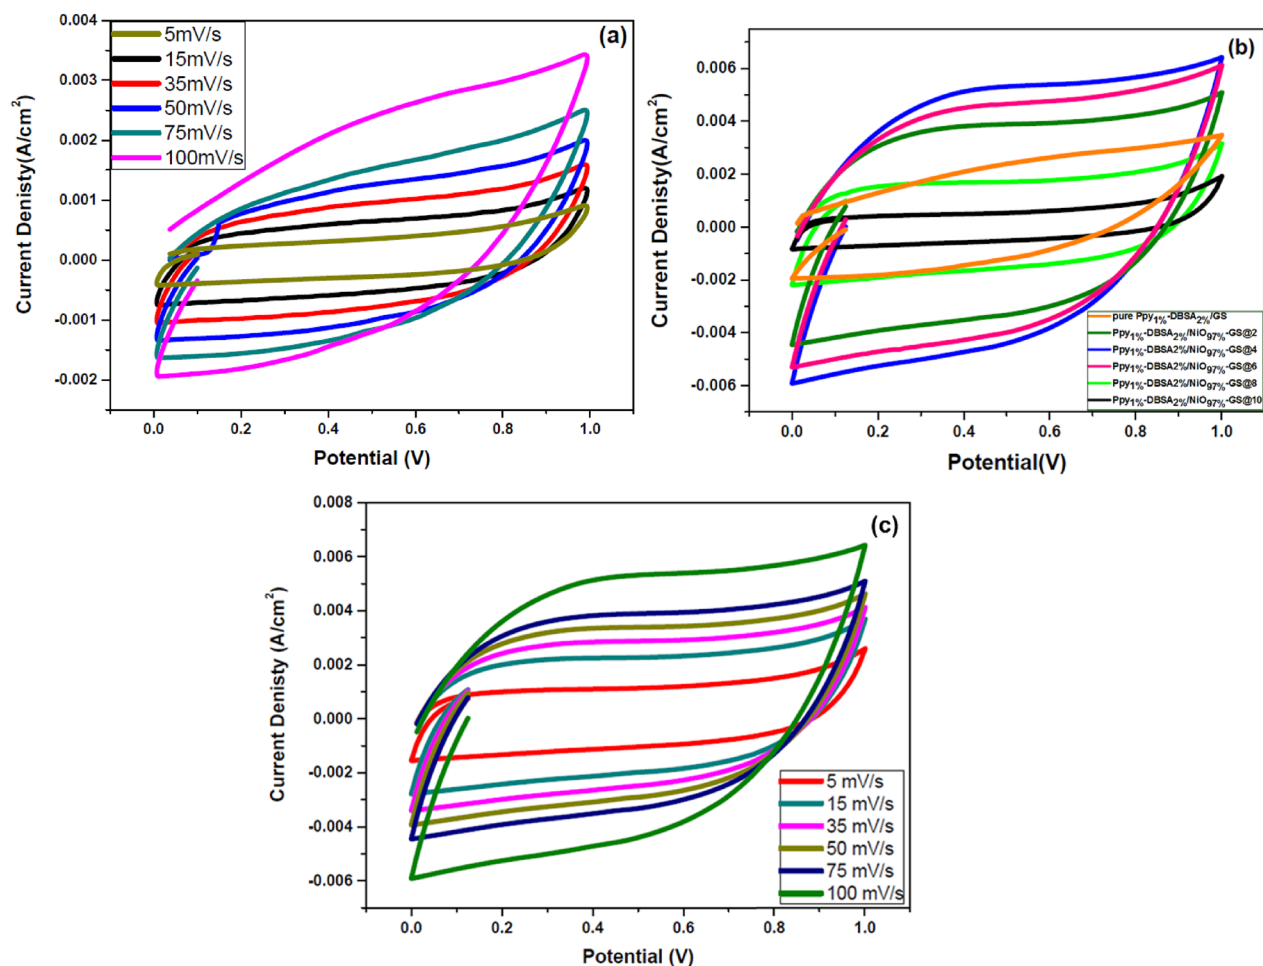 (a)
5mV/s
15mV/s
35mV/s
50mV/s
75mV/s
100mV/s
0.004
0.003
0.002
0.001
0.000
-0.001
-0.002
Current Denisty(A/cm²)
0.0 0.2 0.4 0.6 0.8 1.0
Potential (V)
(b)
0.006
0.004
0.002
0.000
-0.002
-0.004
-0.006
Current Denisty(A/cm²)
pure Ppy1%-DBSA2%/GS
Ppy1%-DBSA2%/NiO97%-GS@2
Ppy1%-DBSA2%/NiO97%-GS@4
Ppy1%-DBSA2%/NiO97%-GS@6
Ppy1%-DBSA2%/NiO97%-GS@8
Ppy1%-DBSA2%/NiO97%-GS@10
0.0 0.2 0.4 0.6 0.8 1.0
Potential(V)
(c)
0.008
0.006
0.004
0.002
0.000
-0.002
-0.004
-0.006
Current Denisty (A/cm²)
5 mV/s
15 mV/s
35 mV/s
50 mV/s
75 mV/s
100 mV/s
0.0 0.2 0.4 0.6 0.8 1.0
Potential (V)